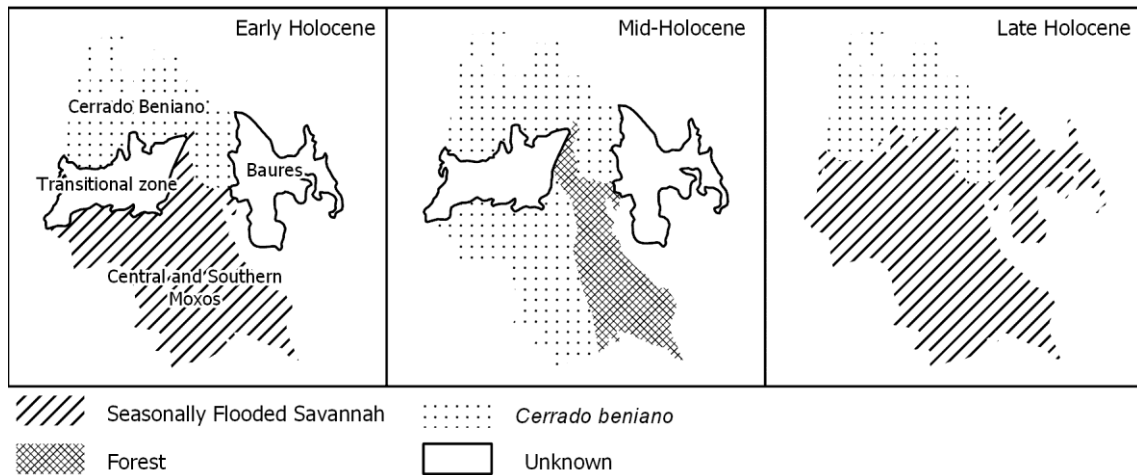 Early Holocene
Cerrado Beniano
Transitional zone
Baures
Central and Southern
Moxos
Mid-Holocene
Late Holocene
Seasonally Flooded Savannah
Cerrado beniano
Forest
Unknown